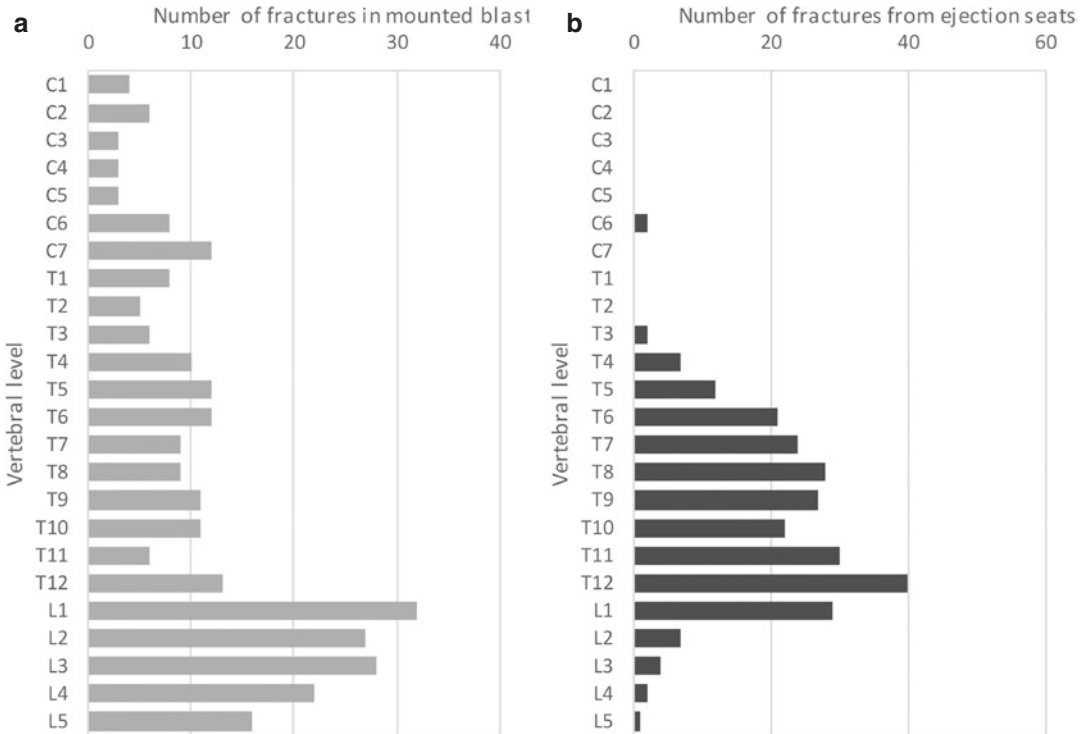 a
Number of fractures in mounted blast
0 10 20 30 40
C1
C2
C3
C4
C5
C6
C7
T1
T2
T3
T4
T5
T6
T7
T8
T9
T10
T11
T12
L1
L2
L3
L4
L5
Vertebral level
b
Number of fractures from ejection seats
0 20 40 60
C1
C2
C3
C4
C5
C6
C7
T1
T2
T3
T4
T5
T6
T7
T8
T9
T10
T11
T12
L1
L2
L3
L4
L5
Vertebral level